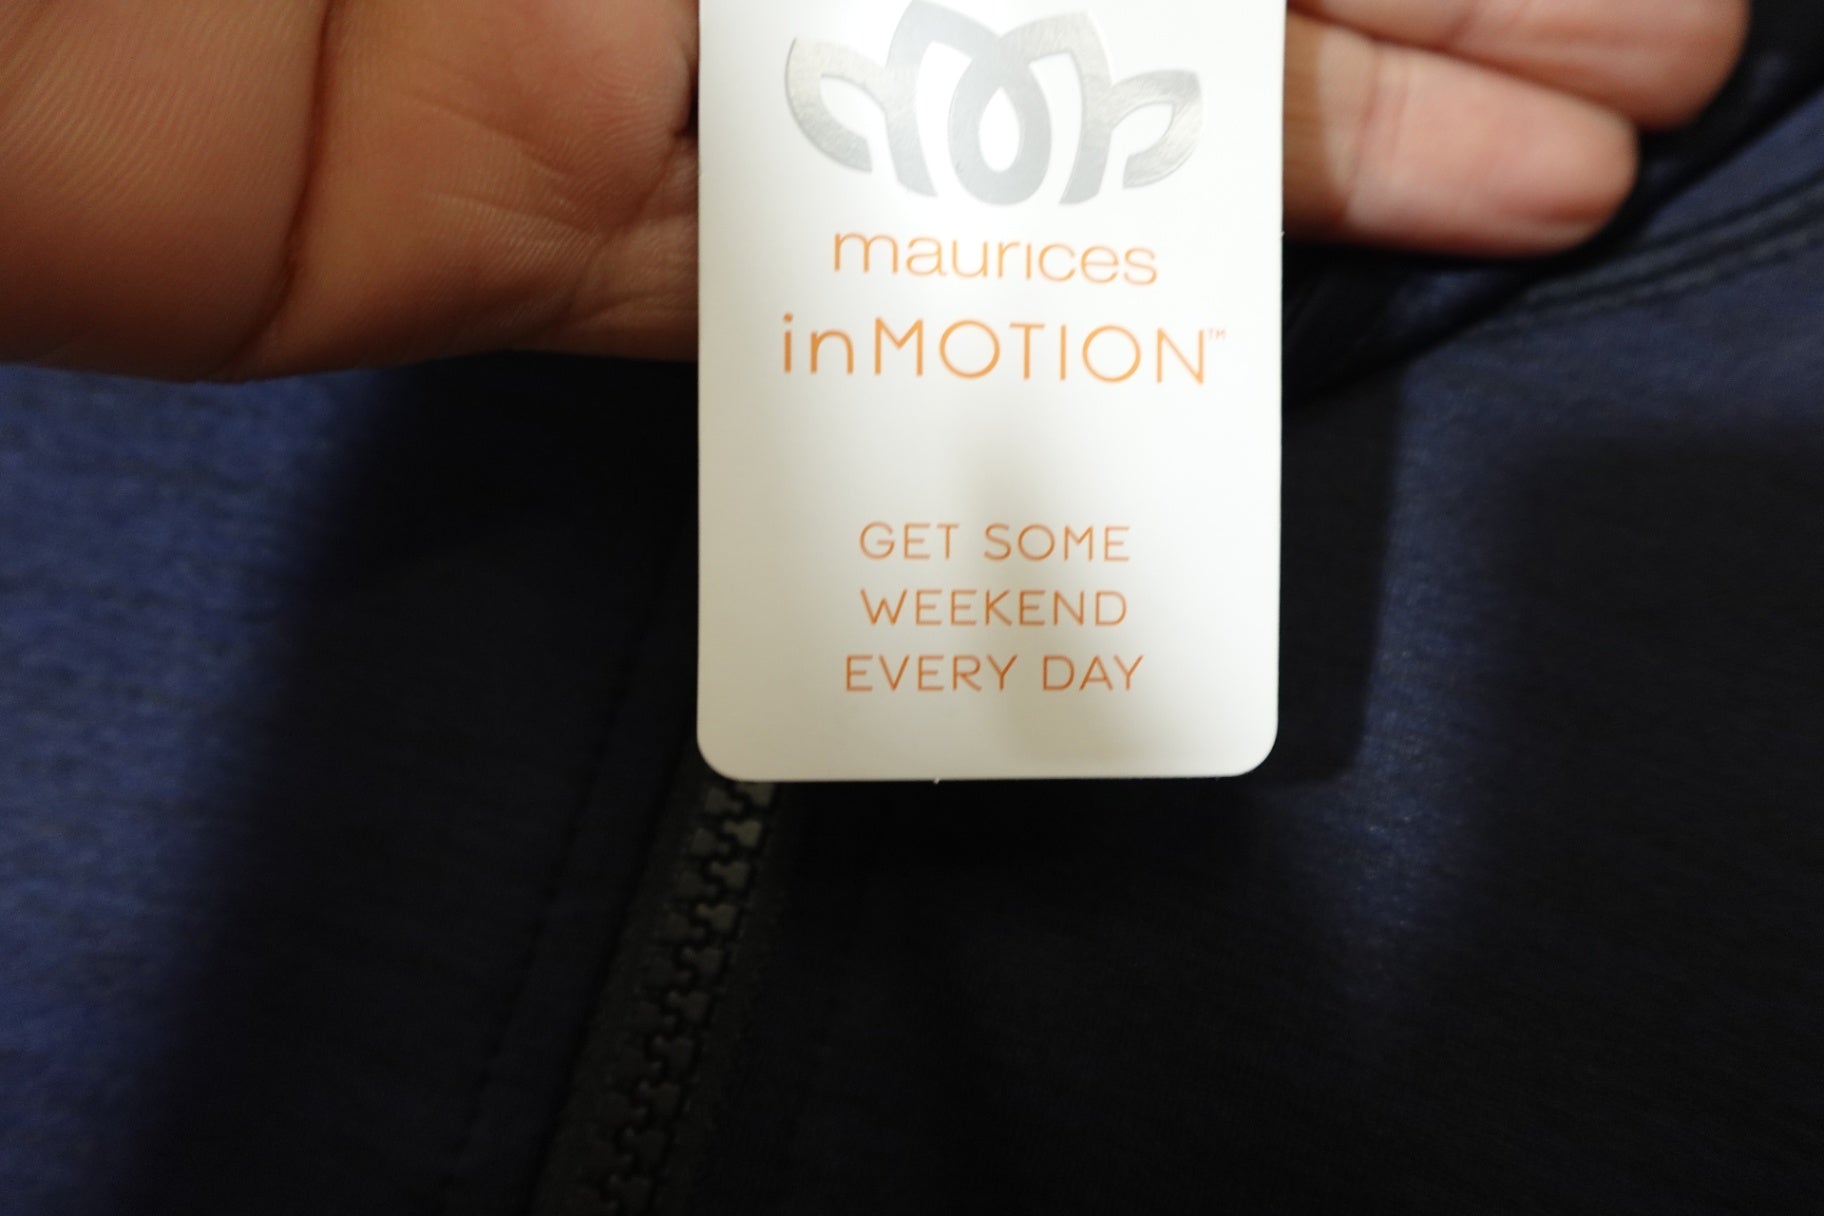 maurices
inMOTION™
GET SOME
WEEKEND
EVERY DAY